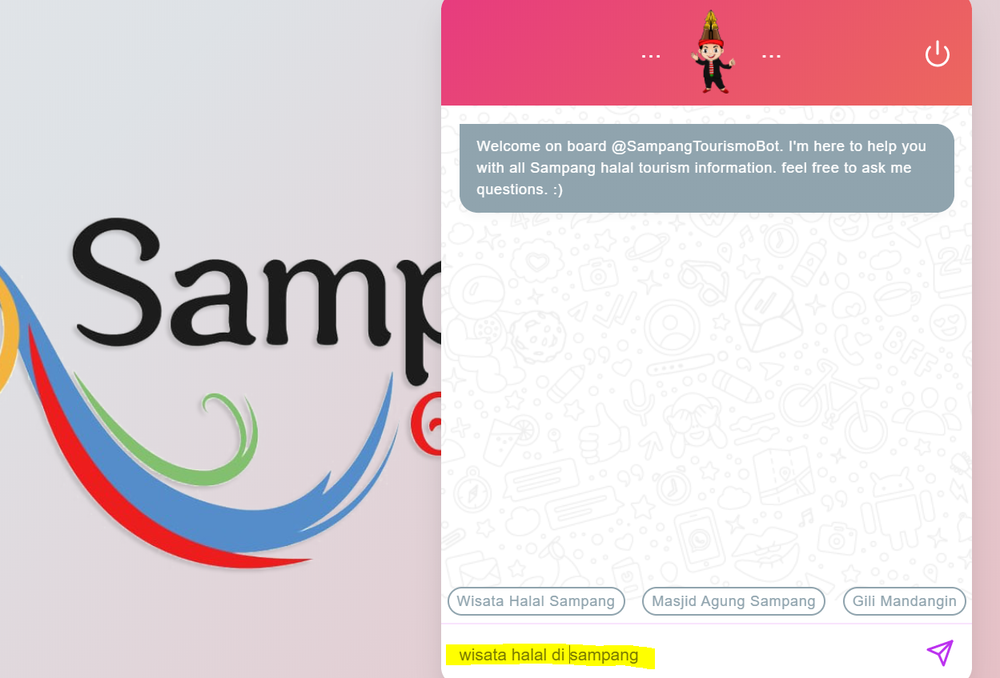 Samp
...
...
Welcome on board @SampangTourismoBot. I'm here to help you
with all Sampang halal tourism information. feel free to ask me
questions. :)
Wisata Halal Sampang
Masjid Agung Sampang
Gili Mandangin
wisata halal di sampang